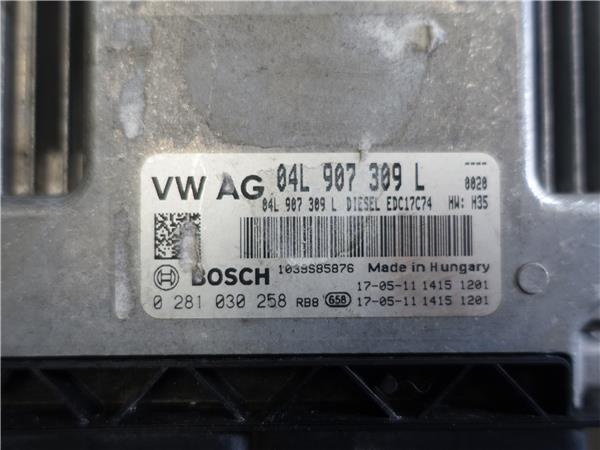 VW AG 04L 907 309 L ---- 0020
04L 907 309 L DIESEL EDC17C74 HW: H35
BOSCH 1039S85876 Made in Hungary
17-05-11 1415 1201
0 281 030 258 RB8 658 17-05-11 1415 1201